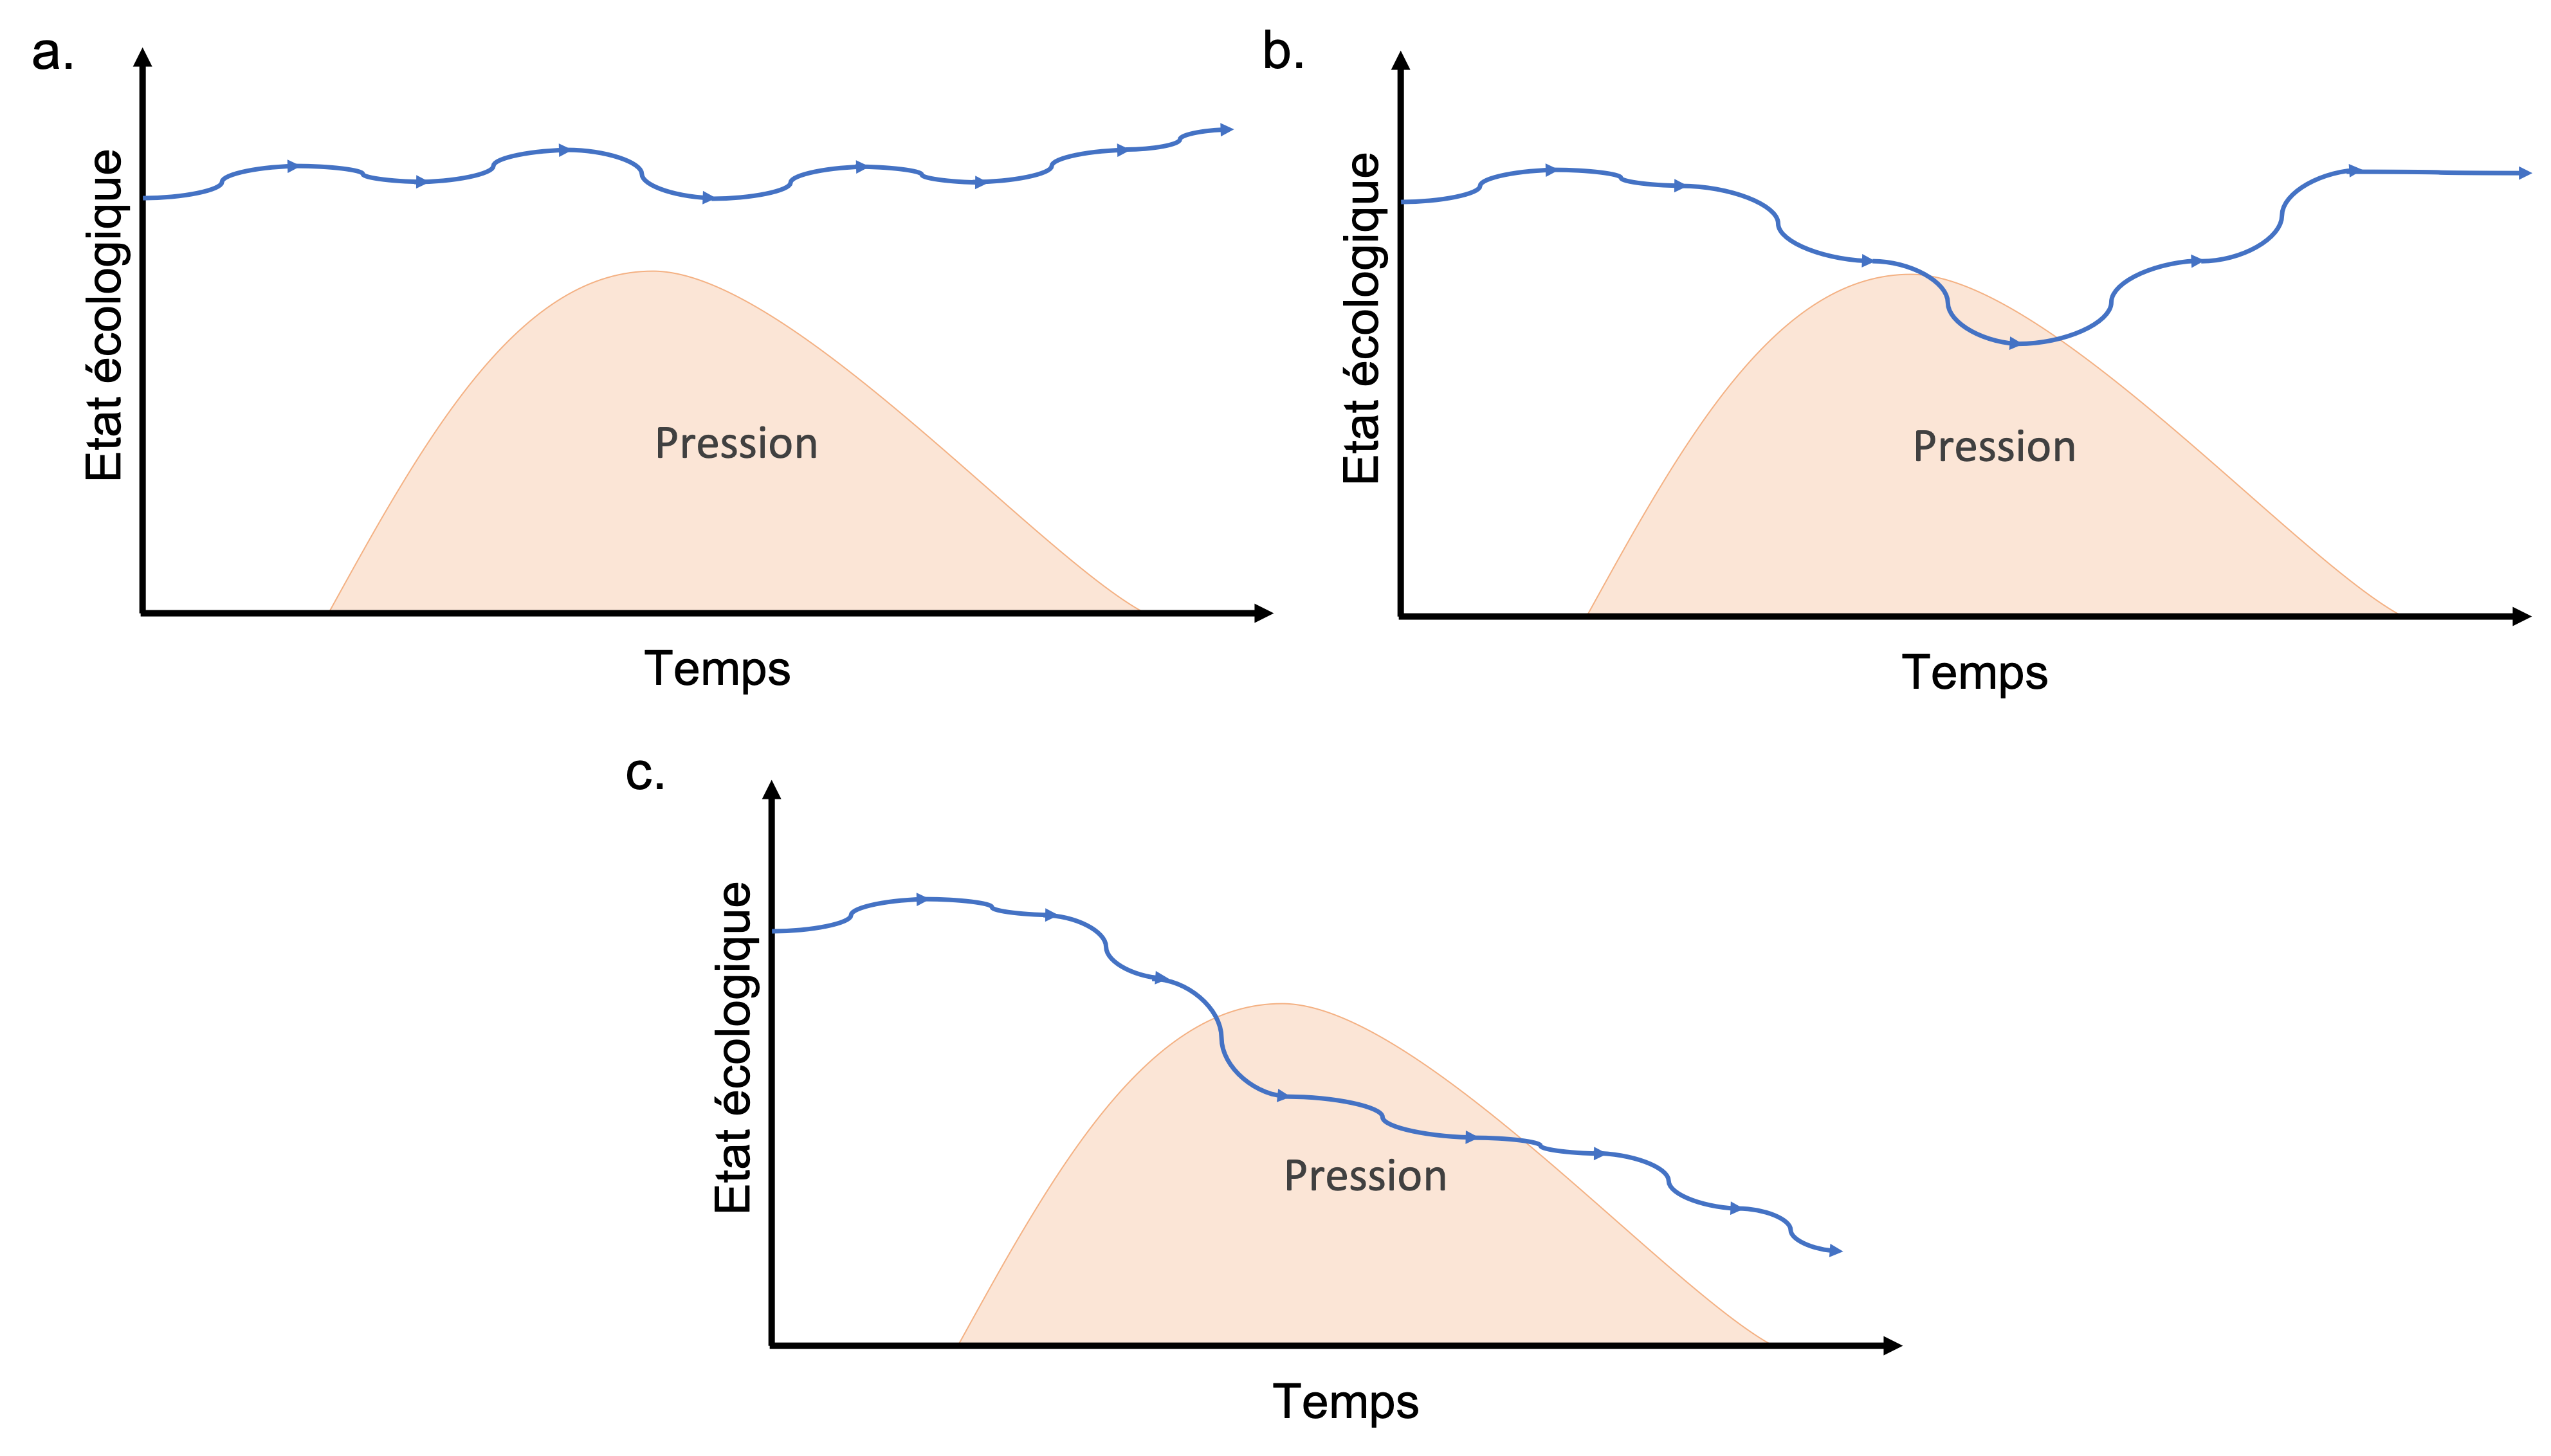 a.
Etat écologique
Pression
Temps
b.
Etat écologique
Pression
Temps
c.
Etat écologique
Pression
Temps